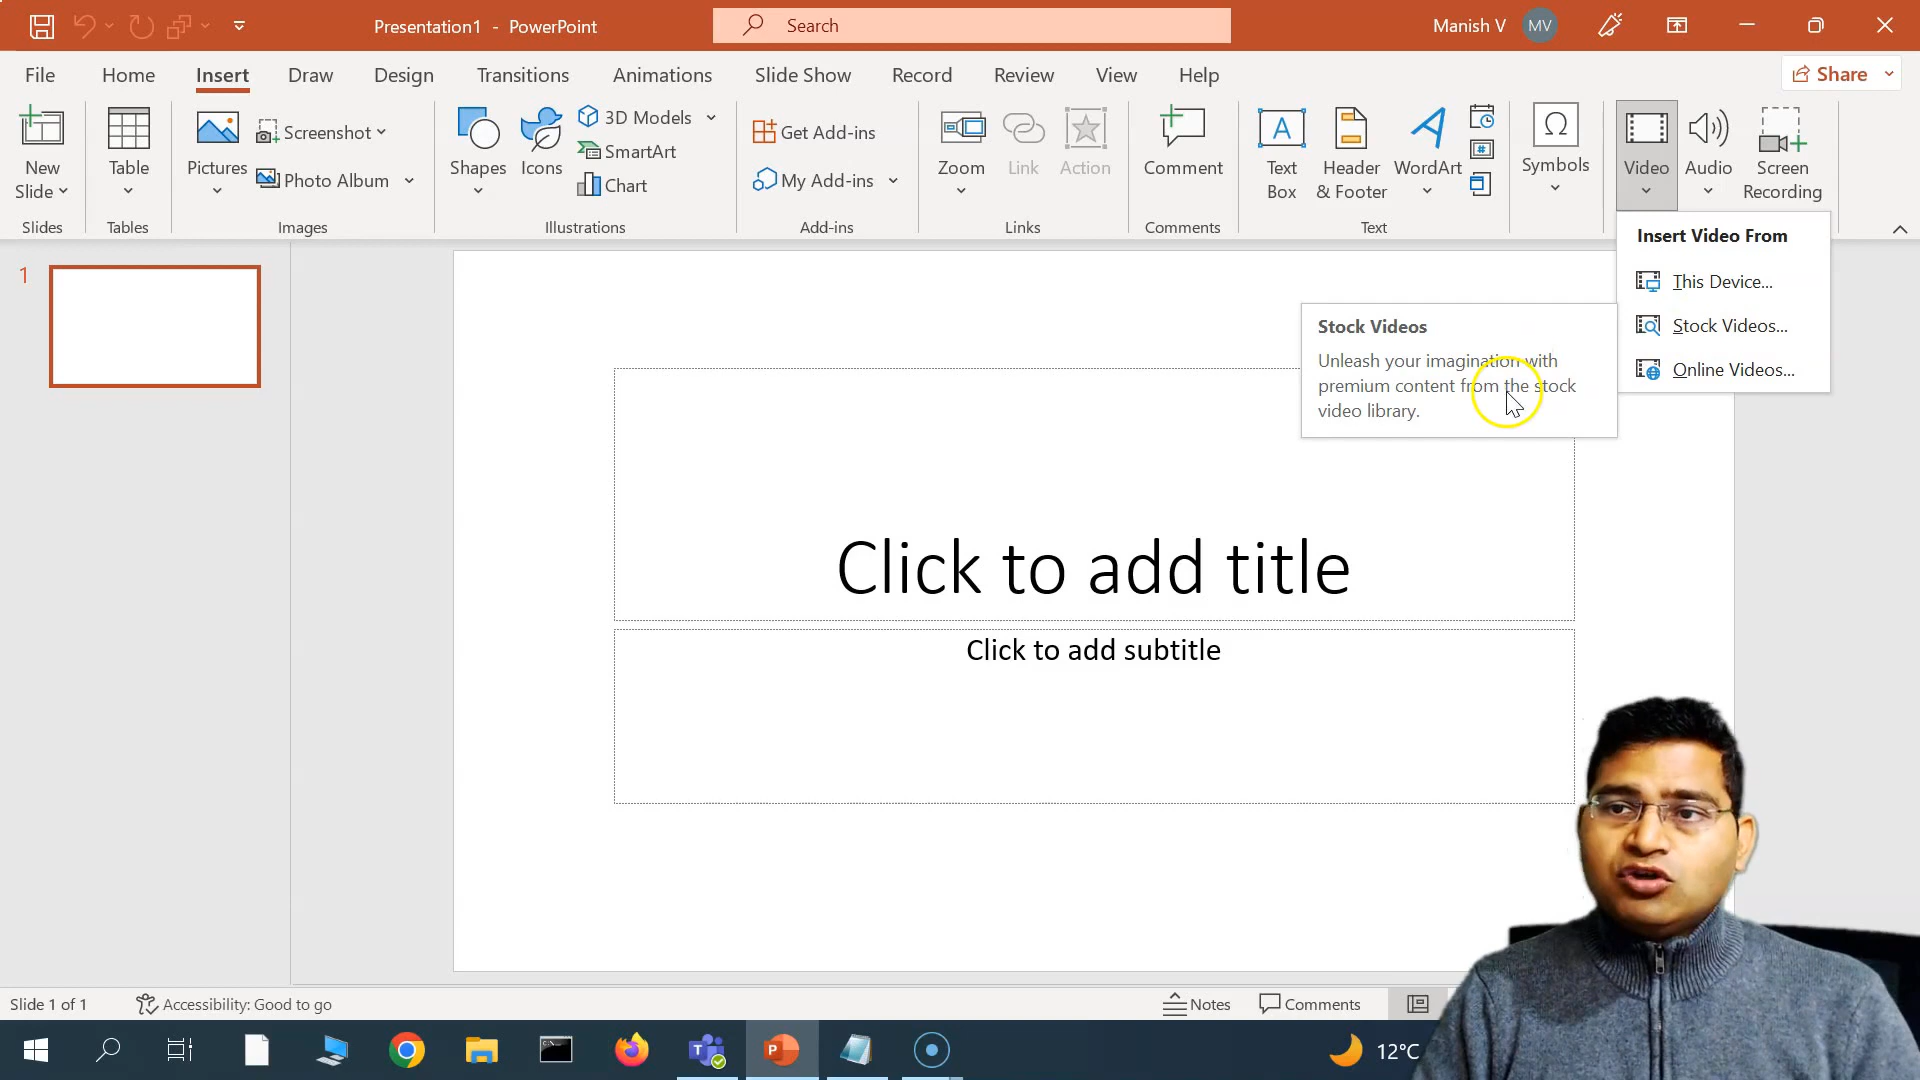 Presentation1 - PowerPoint
Search
Manish V
MV
File Home Insert Draw Design Transitions Animations Slide Show Record Review View Help
Share
New Slide
Table
Pictures
Screenshot
Photo Album
Shapes
Icons
3D Models
SmartArt
Chart
Get Add-ins
My Add-ins
Zoom
Link
Action
Comment
Text Box
Header & Footer
WordArt
Symbols
Video
Audio
Screen Recording
Slides
Tables
Images
Illustrations
Add-ins
Links
Comments
Text
Insert Video From
This Device...
Stock Videos...
Online Videos...
Stock Videos
Unleash your imagination with
premium content from the stock
video library.
1
Click to add title
Click to add subtitle
Slide 1 of 1
Accessibility: Good to go
Notes
Comments
12°C